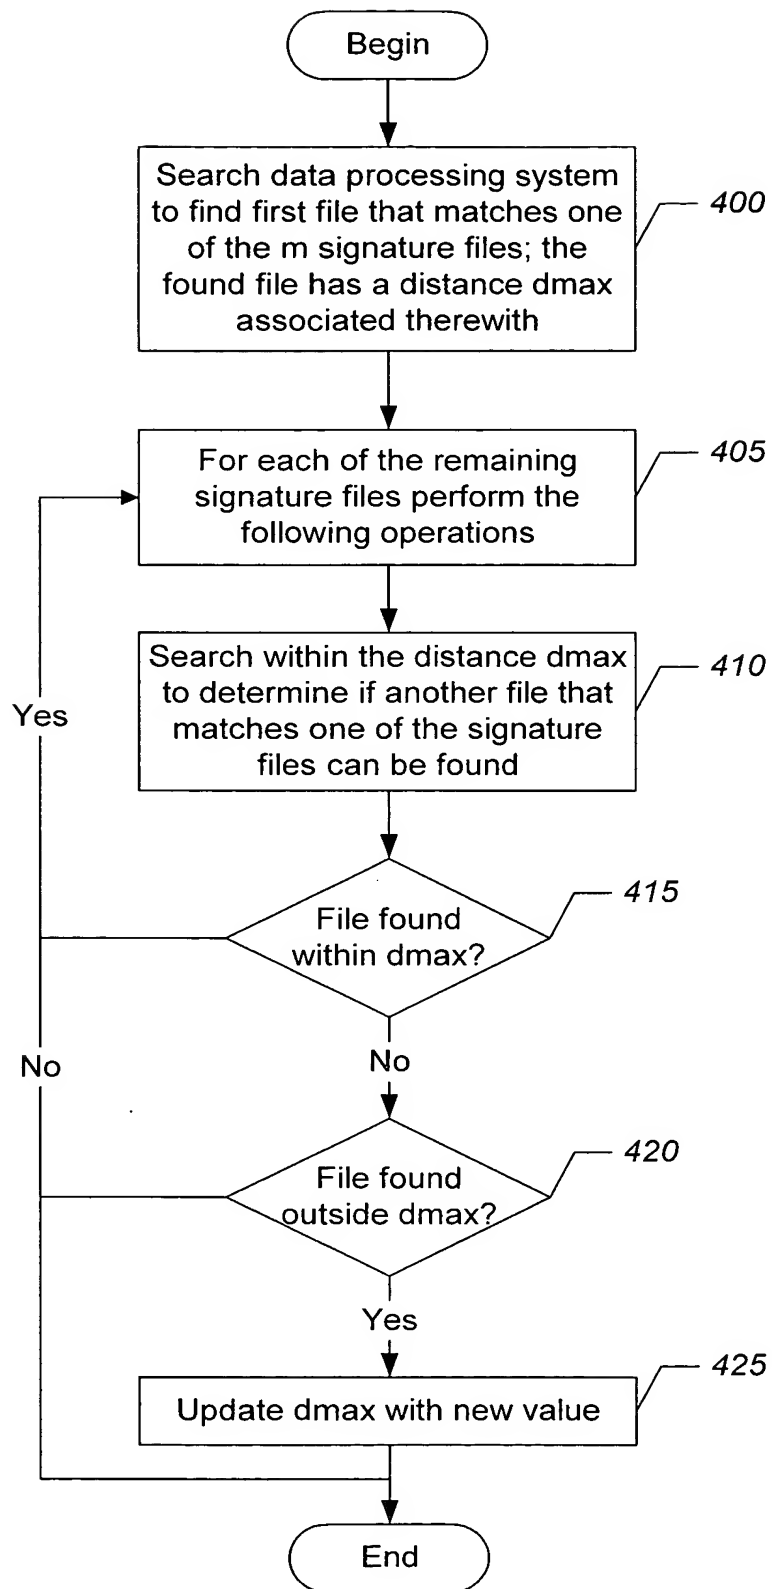 Begin
Search data processing system
to find first file that matches one
of the m signature files; the
found file has a distance dmax
associated therewith
400
For each of the remaining
signature files perform the
following operations
405
Search within the distance dmax
to determine if another file that
matches one of the signature
files can be found
410
Yes
File found
within dmax?
415
No
No
File found
outside dmax?
420
Yes
Update dmax with new value
425
End